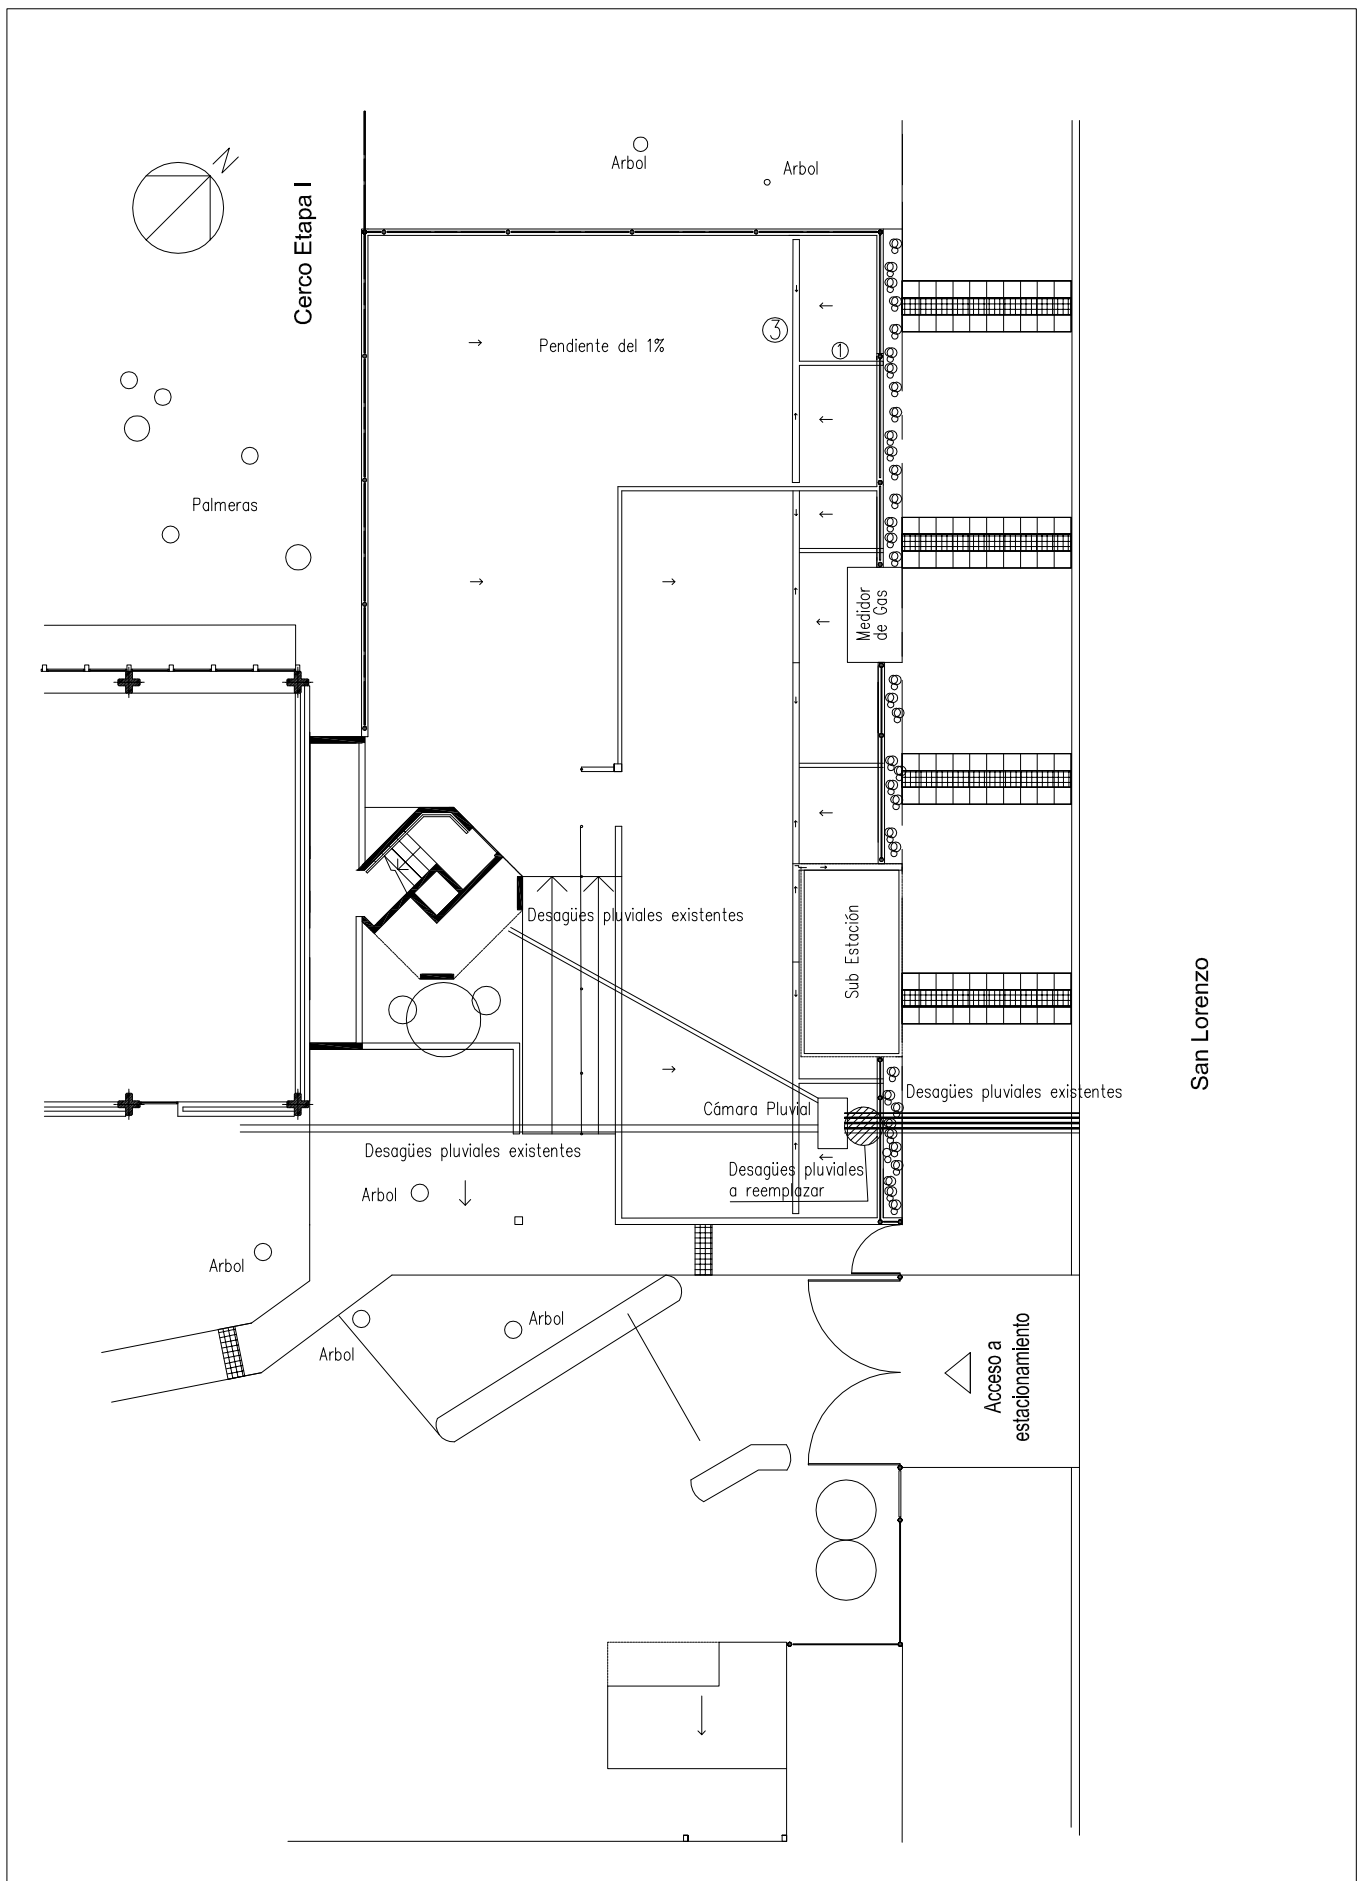 N
Cerco Etapa I
Arbol
Arbol
3
1
Pendiente del 1%
Palmeras
Medidor
de Gas
Desagües pluviales existentes
Sub Estación
San Lorenzo
Desagües pluviales existentes
Cámara Pluvial
Desagües pluviales existentes
Desagües pluviales
a reemplazar
Arbol
Arbol
Arbol
Arbol
Acceso a
estacionamiento